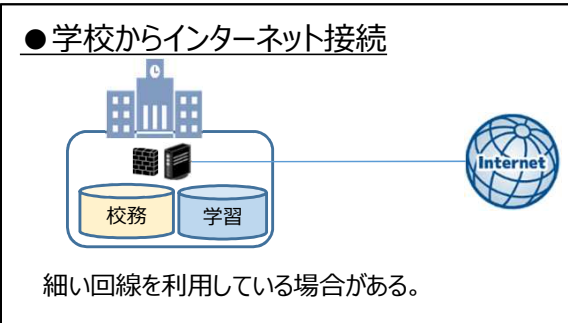 ●学校からインターネット接続
Internet
校務
学習
細い回線を利用している場合がある。